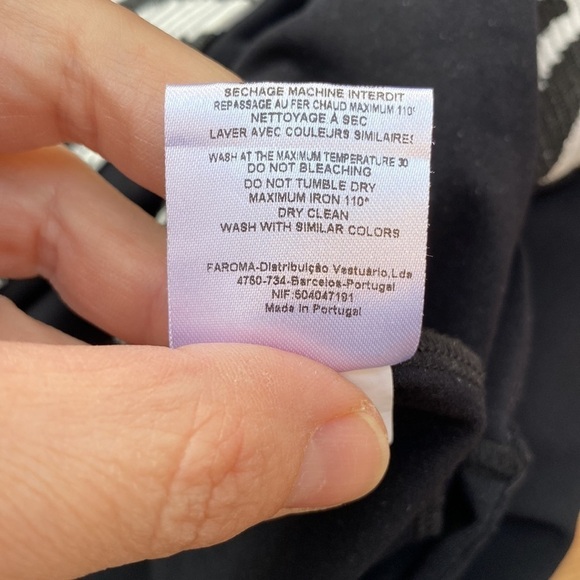 SECHAGE MACHINE INTERDIT
REPASSAGE AU FER CHAUD MAXIMUM 110°
NETTOYAGE À SEC
LAVER AVEC COULEURS SIMILAIRES
WASH AT THE MAXIMUM TEMPERATURE 30
DO NOT BLEACHING
DO NOT TUMBLE DRY
MAXIMUM IRON 110°
DRY CLEAN
WASH WITH SIMILAR COLORS
FAROMA-Distribuição Vestuário,Lda
4750-734-Barcelos-Portugal
NIF:504047191
Made in Portugal